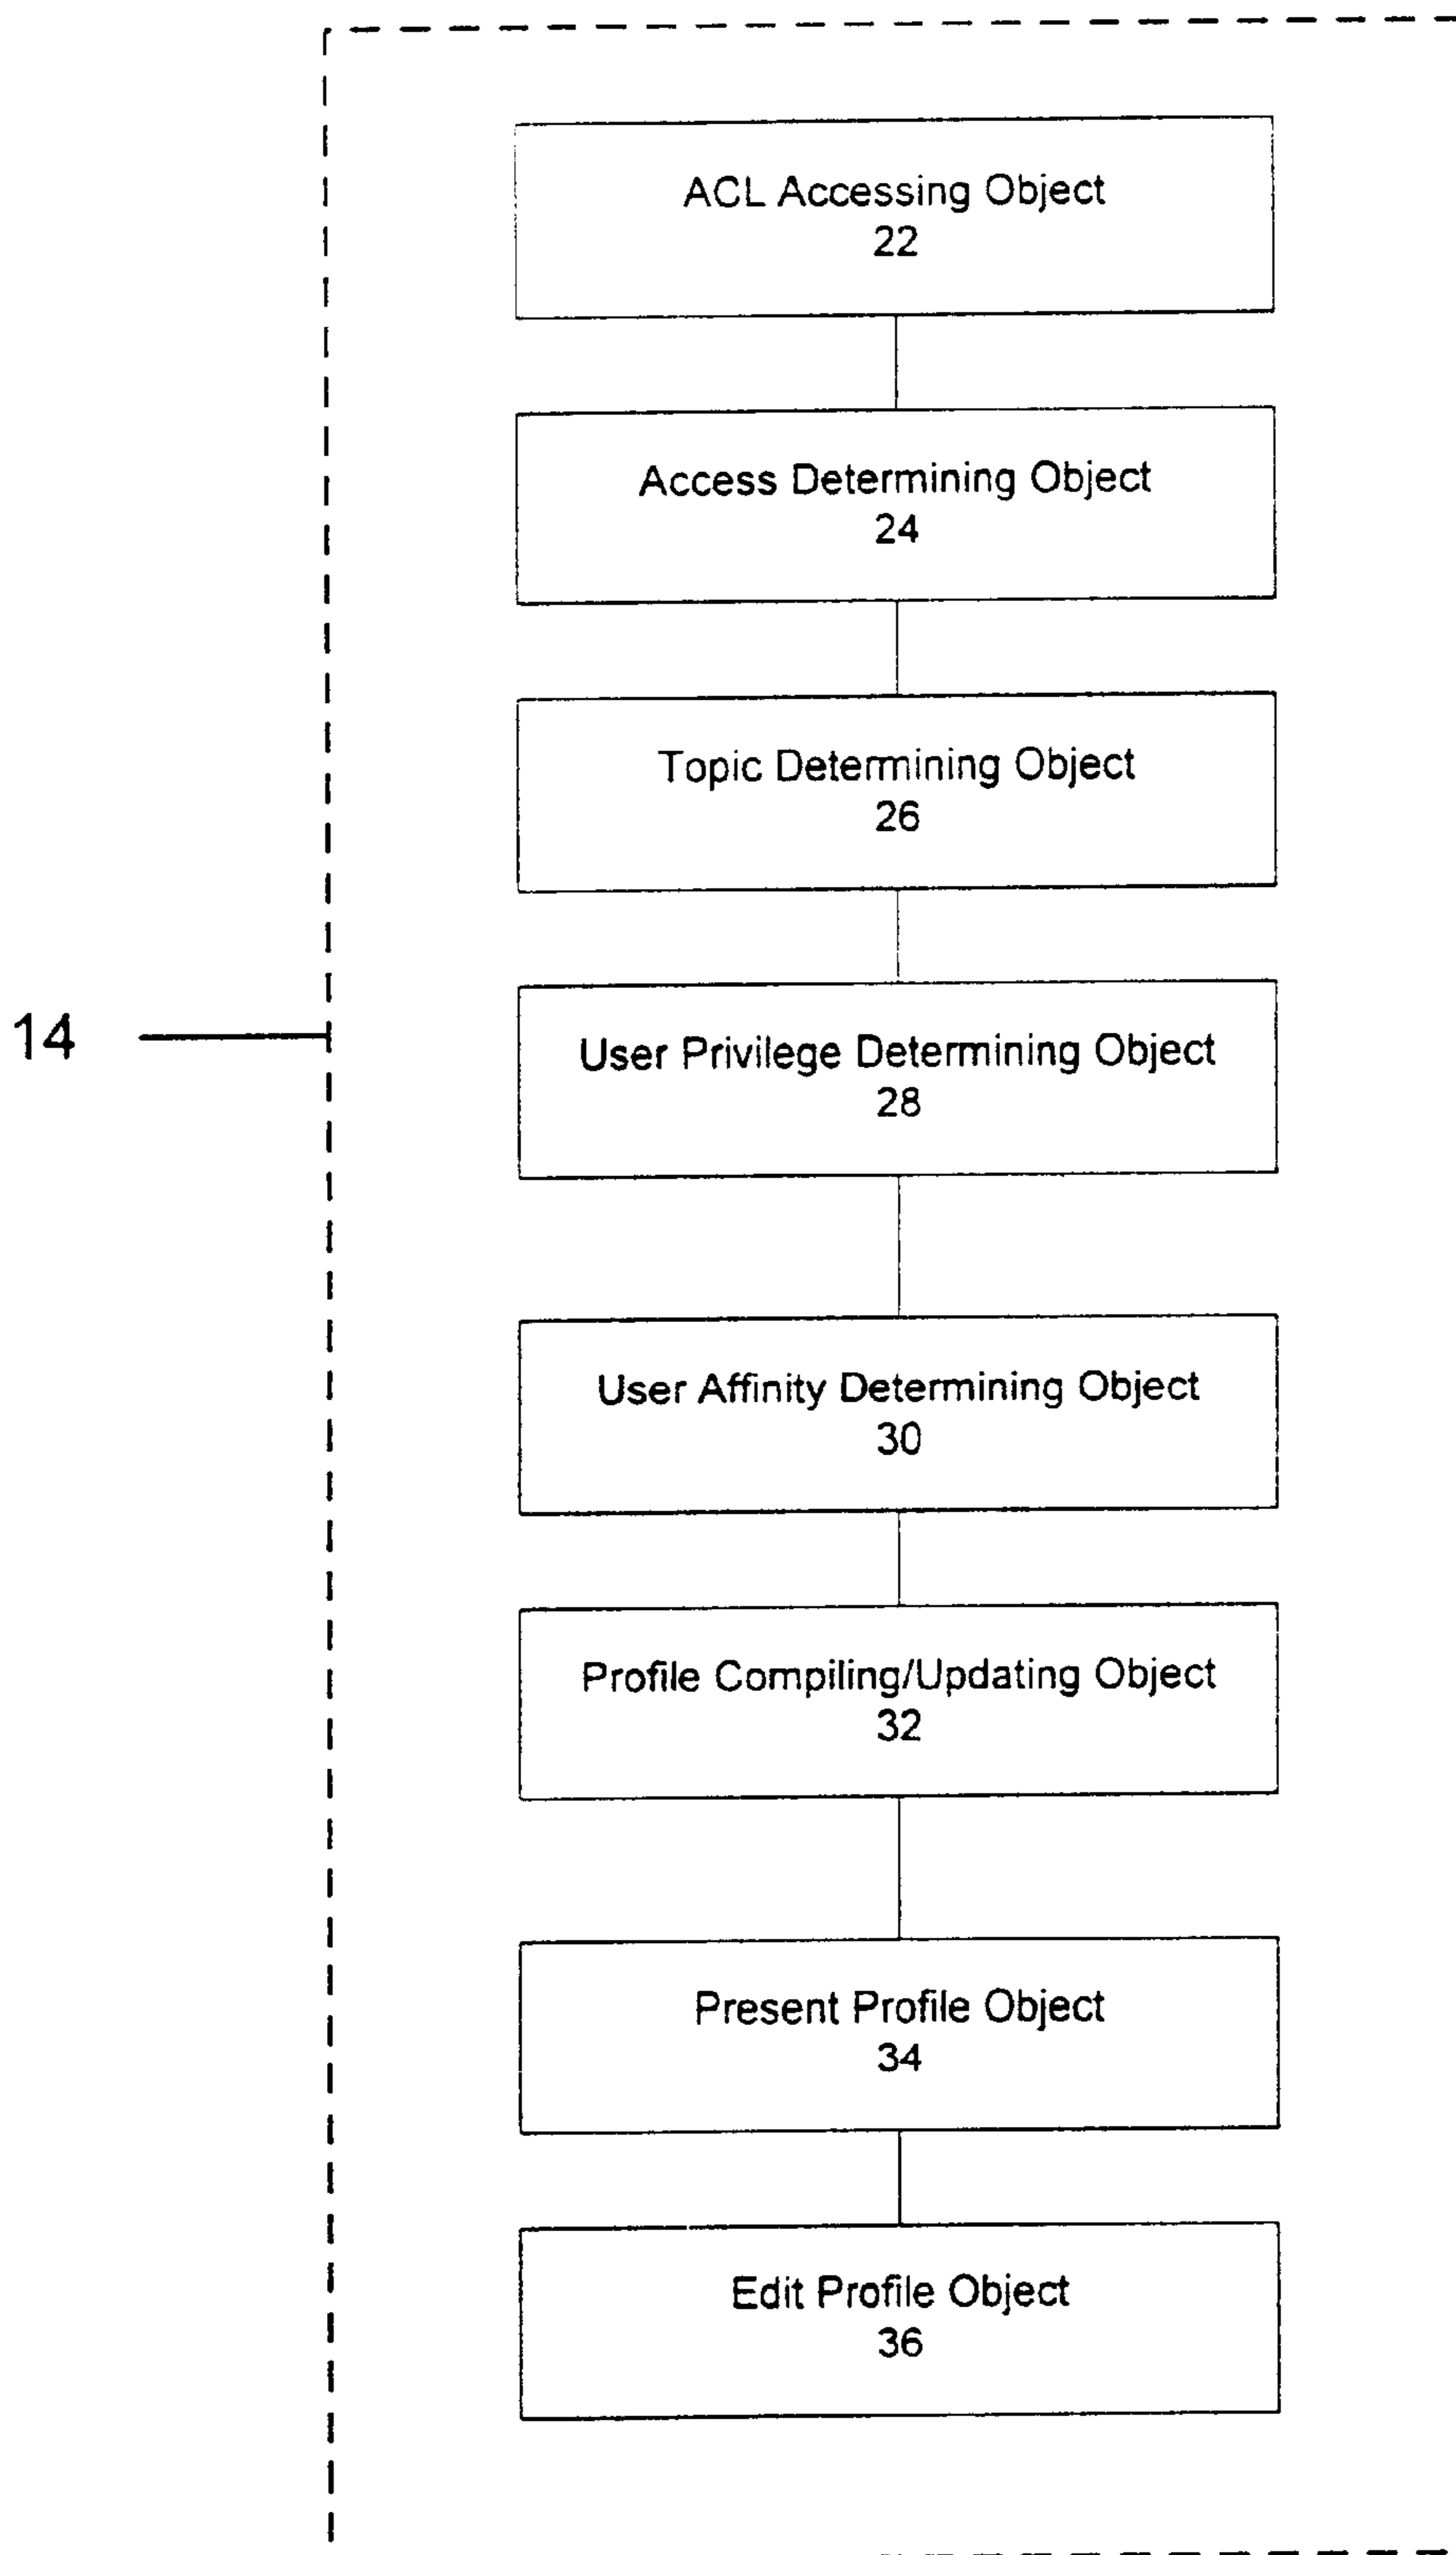 ACL Accessing Object
22
Access Determining Object
24
Topic Determining Object
26
14
User Privilege Determining Object
28
User Affinity Determining Object
30
Profile Compiling/Updating Object
32
Present Profile Object
34
Edit Profile Object
36